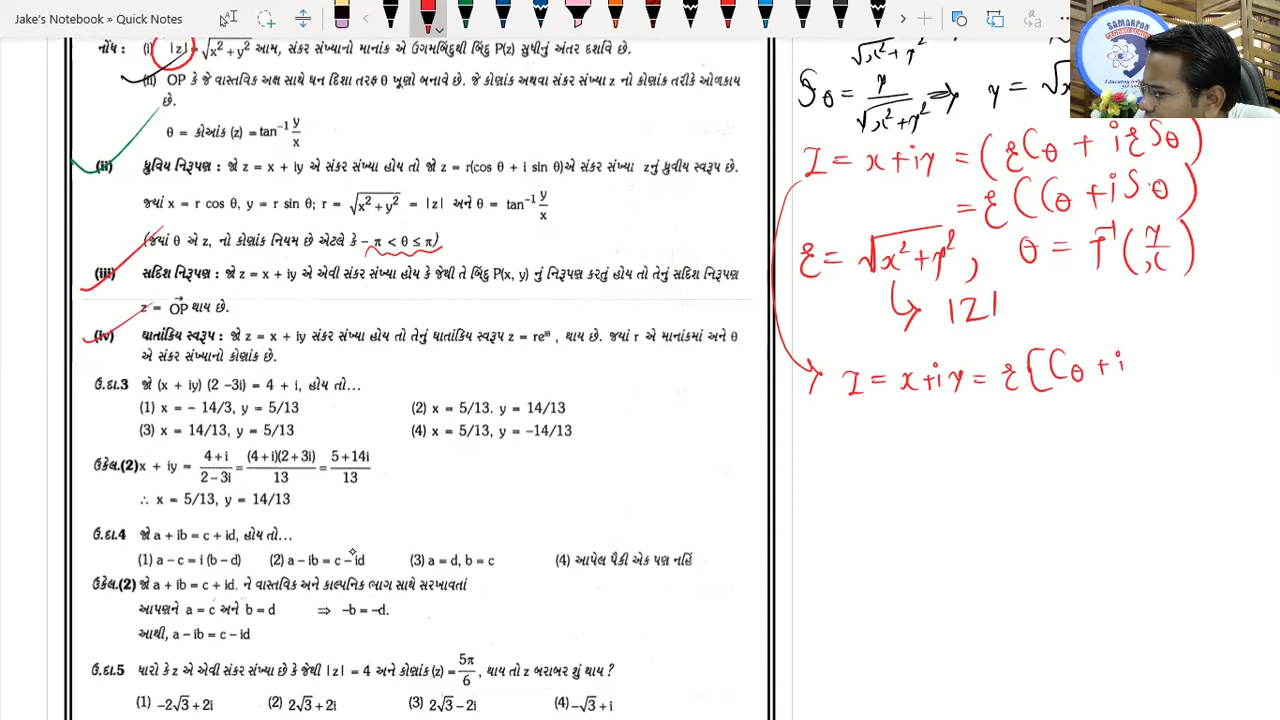 Jake's Notebook » Quick Notes
નોંધ : (i) |z| = √x² + y² આમ, સંકર સંખ્યાનો માનાંક એ ઉગમબિંદુથી બિંદુ P(z) સુધીનું અંતર દર્શાવે છે.
(ii) OP કે જે વાસ્તવિક અક્ષ સાથે ધન દિશા તરફ θ ખૂણો બનાવે છે. જે કોણાંક અથવા સંકર સંખ્યા z નો કોણાંક તરીકે ઓળકાય
છે.
θ = કોઆંક (z) = tan⁻¹ y/x
(ii) ધ્રુવિય નિરૂપણ : જો z = x + iy એ સંકર સંખ્યા હોય તો જો z = r(cos θ + i sin θ)એ સંકર સંખ્યા zનું ધ્રુવીય સ્વરૂપ છે.
જ્યાં x = r cos θ, y = r sin θ; r = √x² + y² = |z| અને θ = tan⁻¹ y/x
(જ્યાં θ એ z, નો કોણાંક નિયમ છે એટલે કે – π < θ ≤ π)
(iii) સદિશ નિરૂપણ : જો z = x + iy એ એવી સંકર સંખ્યા હોય કે જેથી તે બિંદુ P(x, y) નું નિરૂપણ કરતું હોય તો તેનું સદિશ નિરૂપણ
z = OP⃗ થાય છે.
(iv) ઘાતાંકિય સ્વરૂપ : જો z = x + iy સંકર સંખ્યા હોય તો તેનું ઘાતાંકિય સ્વરૂપ z = re^iθ, થાય છે. જ્યાં r એ માનાંકમાં અને θ
એ સંકર સંખ્યાનો કોણાંક છે.
ઉ.દા.3 જો (x + iy) (2 –3i) = 4 + i, હોય તો...
(1) x = – 14/3, y = 5/13 (2) x = 5/13. y = 14/13
(3) x = 14/13, y = 5/13 (4) x = 5/13, y = –14/13
ઉકેલ.(2) x + iy = 4+i/2–3i = (4+i)(2+3i)/13 = 5+14i/13
∴ x = 5/13, y = 14/13
ઉ.દા.4 જો a + ib = c + id, હોય તો...
(1) a – c = i (b – d) (2) a – ib = c – id (3) a = d, b = c (4) આપેલ પૈકી એક પણ નહિં
ઉકેલ.(2) જો a + ib = c + id. ને વાસ્તવિક અને કાલ્પનિક ભાગ સાથે સરખાવતાં
આપણને a = c અને b = d ⇒ –b = –d.
આથી, a – ib = c – id
ઉ.દા.5 ધારો કે z એ એવી સંકર સંખ્યા છે કે જેથી |z| = 4 અને કોણાંક (z) = 5π/6, થાય તો z બરાબર શું થાય ?
(1) –2√3 + 2i (2) 2√3 + 2i (3) 2√3 – 2i (4) –√3 + i
√x²+y²
Sθ = y/√x²+y² ⇒ y = √x
Z = x+iy = (rCθ + irSθ)
= r(Cθ + iSθ)
r = √x²+y², θ = T⁻¹(y/x)
↳ |Z|
Z = x+iy = r[Cθ + i
SAMARPAN